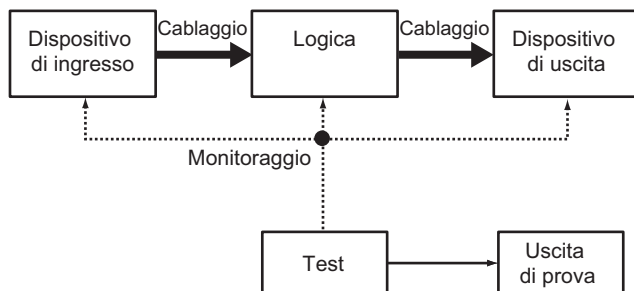 Dispositivo
di ingresso
Cablaggio
Logica
Cablaggio
Dispositivo
di uscita
Monitoraggio
Test
Uscita
di prova